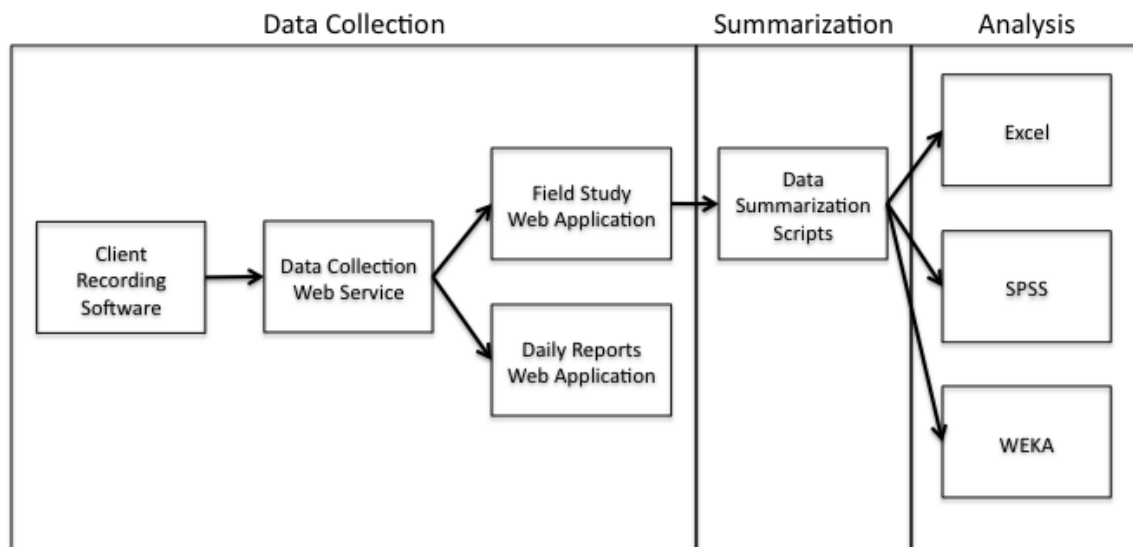 Data Collection
Summarization
Analysis
Client
Recording
Software
Data Collection
Web Service
Field Study
Web Application
Daily Reports
Web Application
Data
Summarization
Scripts
Excel
SPSS
WEKA